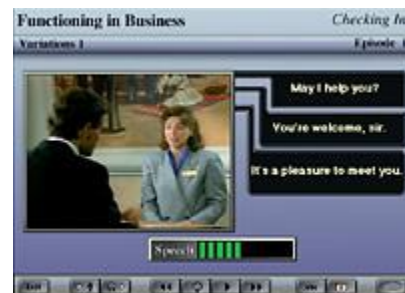 Functioning in Business
Checking In
Variations 1
Episode 1
May I help you?
You're welcome, sir.
It's a pleasure to meet you.
Speech